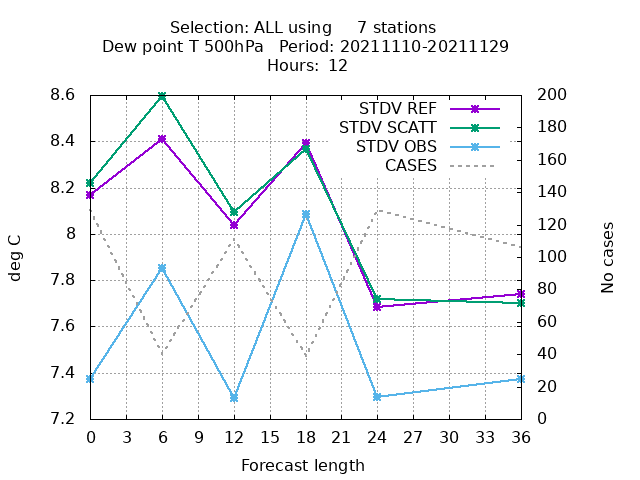 Selection: ALL using     7 stations
Dew point T 500hPa   Period: 20211110-20211129
Hours: 12
8.6
8.4
8.2
8
7.8
7.6
7.4
7.2
deg C
STDV REF
STDV SCATT
STDV OBS
CASES
200
180
160
140
120
100
80
60
40
20
0
No cases
0 3 6 9 12 15 18 21 24 27 30 33 36
Forecast length